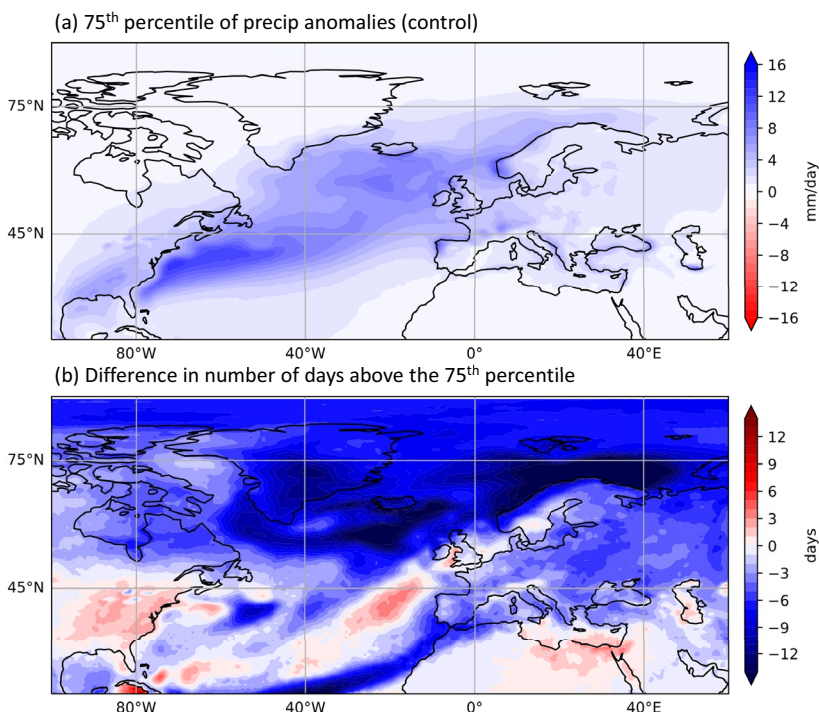 (a) 75th percentile of precip anomalies (control)
75°N
45°N
80°W 40°W 0° 40°E
16
12
8
4
0
−4
−8
−12
−16
mm/day
(b) Difference in number of days above the 75th percentile
75°N
45°N
80°W 40°W 0° 40°E
12
9
6
3
0
−3
−6
−9
−12
days